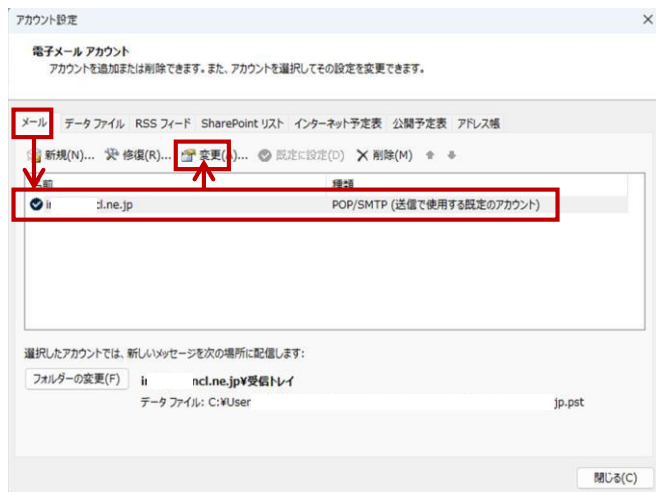 アカウント設定
電子メール アカウント
アカウントを追加または削除できます。また、アカウントを選択してその設定を変更できます。
メール データ ファイル RSS フィード SharePoint リスト インターネット予定表 公開予定表 アドレス帳
新規(N)... 修復(R)... 変更(A)... 既定に設定(D) 削除(M)
名前 種類
.ne.jp POP/SMTP (送信で使用する既定のアカウント)
選択したアカウントでは、新しいメッセージを次の場所に配信します:
フォルダーの変更(F) ncl.ne.jp¥受信トレイ
データ ファイル: C:¥User jp.pst
閉じる(C)